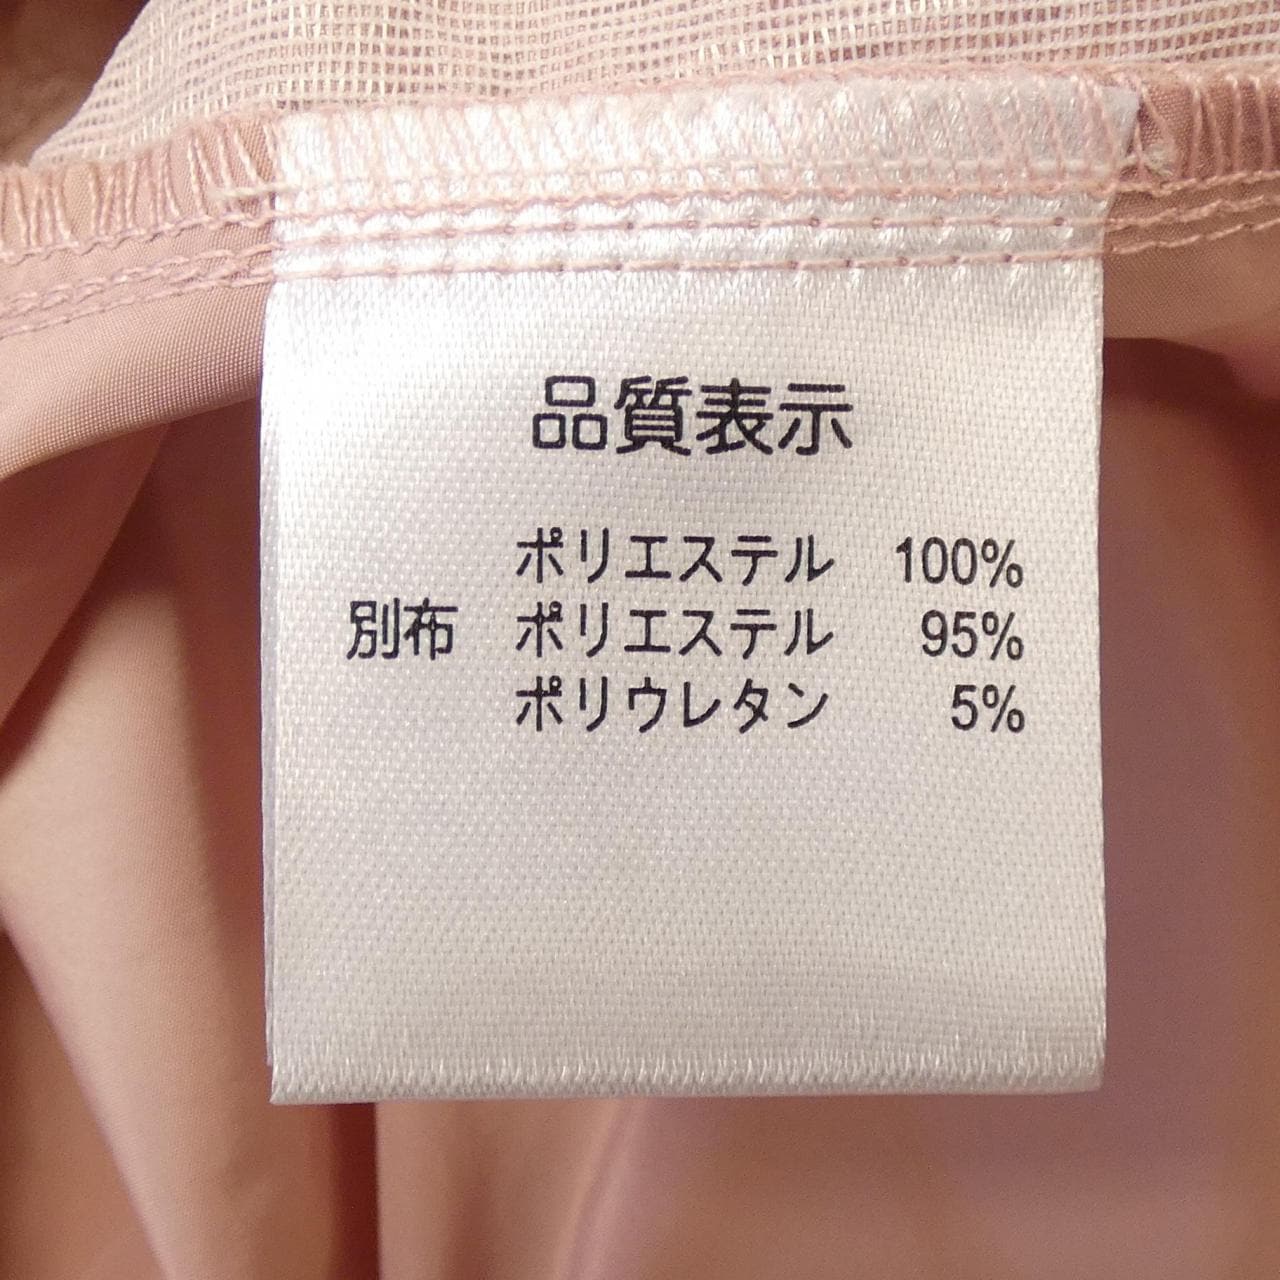 品質表示
ポリエステル 100%
別布 ポリエステル 95%
ポリウレタン 5%